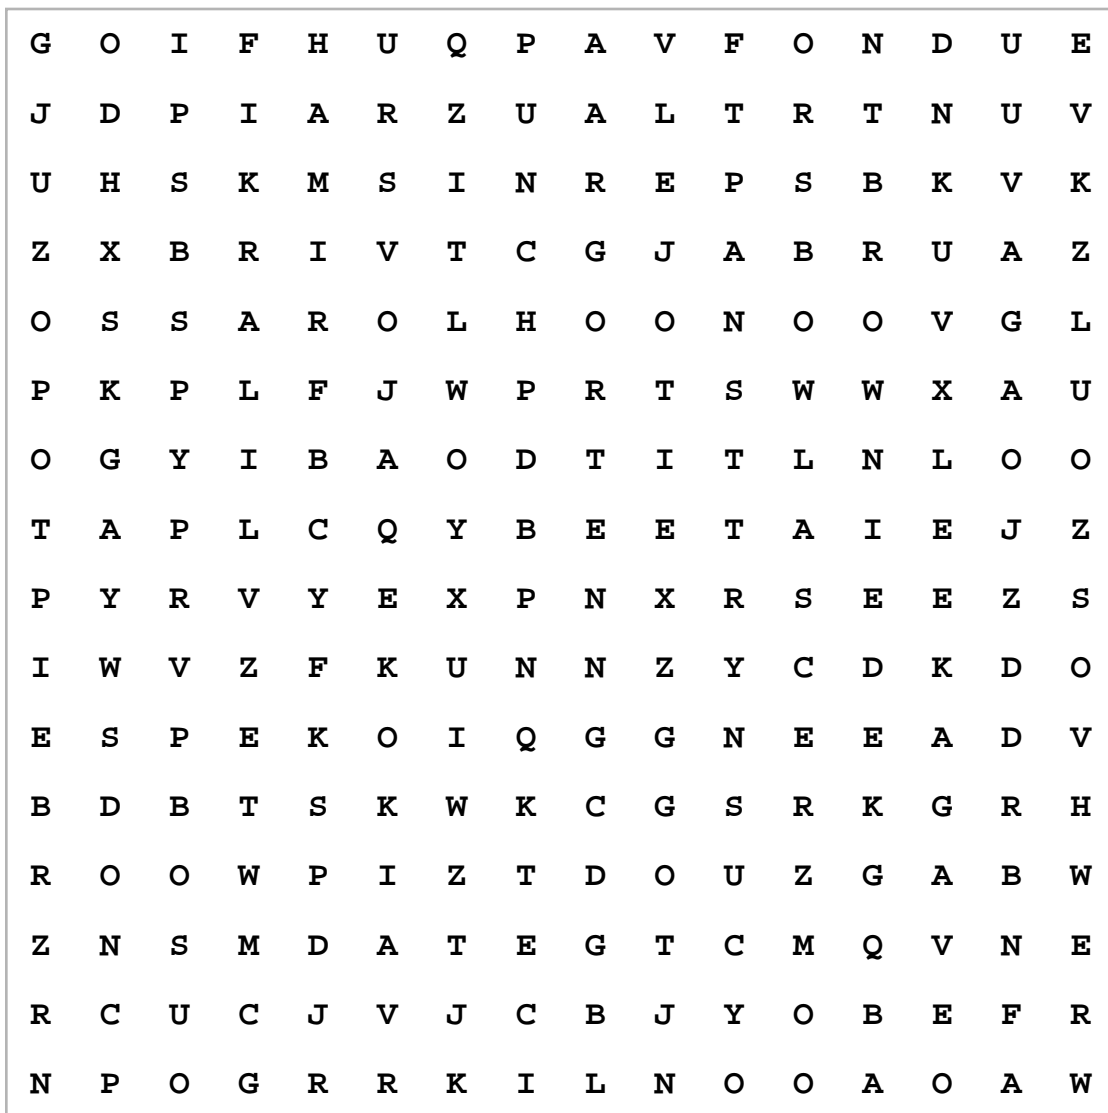 G O I F H U Q P A V F O N D U E
J D P I A R Z U A L T R T N U V
U H S K M S I N R E P S B K V K
Z X B R I V T C G J A B R U A Z
O S S A R O L H O O N O O V G L
P K P L F J W P R T S W W X A U
O G Y I B A O D T I T L N L O O
T A P L C Q Y B E E T A I E J Z
P Y R V Y E X P N X R S E E Z S
I W V Z F K U N N Z Y C D K D O
E S P E K O I Q G G N E E A D V
B D B T S K W K C G S R K G R H
R O O W P I Z T D O U Z G A B W
Z N S M D A T E G T C M Q V N E
R C U C J V J C B J Y O B E F R
N P O G R R K I L N O O A O A W